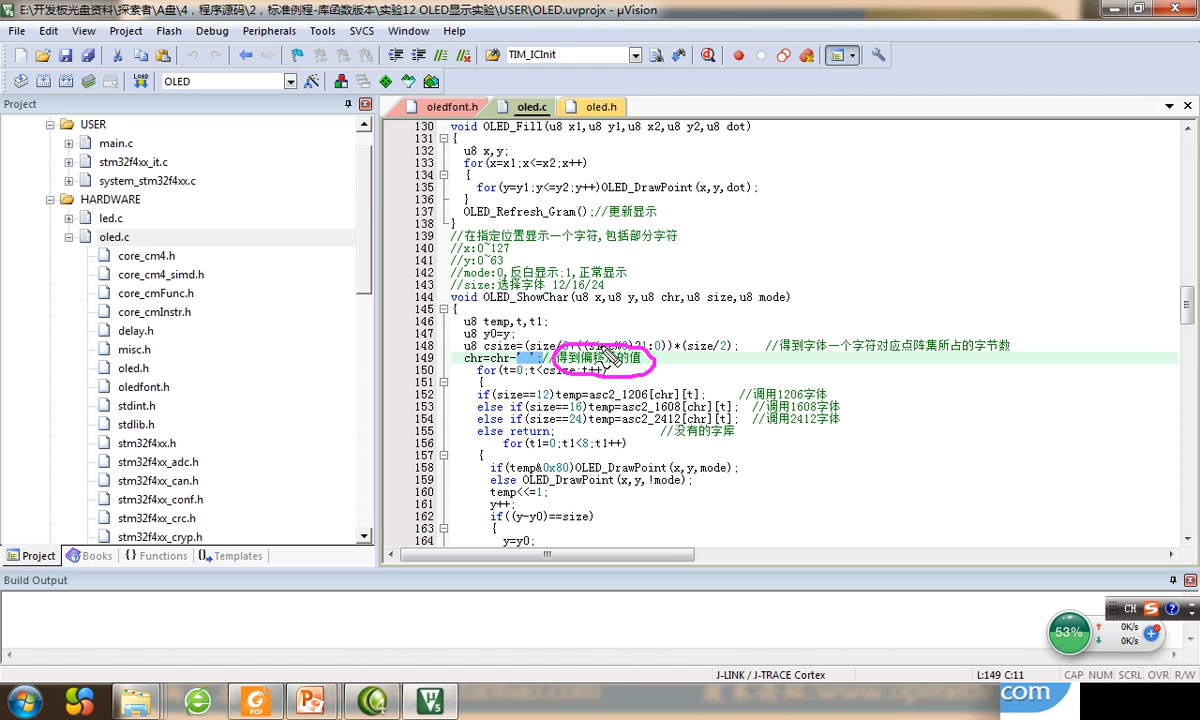 E:\开发板光盘资料\探索者\A盘\4，程序源码\2，标准例程-库函数版本\实验12 OLED显示实验\USER\OLED.uvprojx - µVision
File Edit View Project Flash Debug Peripherals Tools SVCS Window Help
TIM_ICInit
LOAD OLED
Project
oledfont.h oled.c oled.h
USER
main.c
stm32f4xx_it.c
system_stm32f4xx.c
HARDWARE
led.c
oled.c
core_cm4.h
core_cm4_simd.h
core_cmFunc.h
core_cmInstr.h
delay.h
misc.h
oled.h
oledfont.h
stdint.h
stdlib.h
stm32f4xx.h
stm32f4xx_adc.h
stm32f4xx_can.h
stm32f4xx_conf.h
stm32f4xx_crc.h
stm32f4xx_cryp.h
130 void OLED_Fill(u8 x1,u8 y1,u8 x2,u8 y2,u8 dot)
131 {
132 u8 x,y;
133 for(x=x1;x<=x2;x++)
134 {
135 for(y=y1;y<=y2;y++)OLED_DrawPoint(x,y,dot);
136 }
137 OLED_Refresh_Gram();//更新显示
138 }
139 //在指定位置显示一个字符,包括部分字符
140 //x:0~127
141 //y:0~63
142 //mode:0,反白显示;1,正常显示
143 //size:选择字体 12/16/24
144 void OLED_ShowChar(u8 x,u8 y,u8 chr,u8 size,u8 mode)
145 {
146 u8 temp,t,t1;
147 u8 y0=y;
148 u8 csize=(size/8+((size%8)?1:0))*(size/2); //得到字体一个字符对应点阵集所占的字节数
149 chr=chr-' ';//得到偏移后的值
150 for(t=0;t<csize;t++)
151 {
152 if(size==12)temp=asc2_1206[chr][t]; //调用1206字体
153 else if(size==16)temp=asc2_1608[chr][t]; //调用1608字体
154 else if(size==24)temp=asc2_2412[chr][t]; //调用2412字体
155 else return; //没有的字库
156 for(t1=0;t1<8;t1++)
157 {
158 if(temp&0x80)OLED_DrawPoint(x,y,mode);
159 else OLED_DrawPoint(x,y,!mode);
160 temp<<=1;
161 y++;
162 if((y-y0)==size)
163 {
164 y=y0;
Project Books {} Functions Templates
Build Output
CH
53% 0K/s
0K/s
J-LINK / J-TRACE Cortex L:149 C:11 CAP NUM SCRL OVR R/W
PDF
com